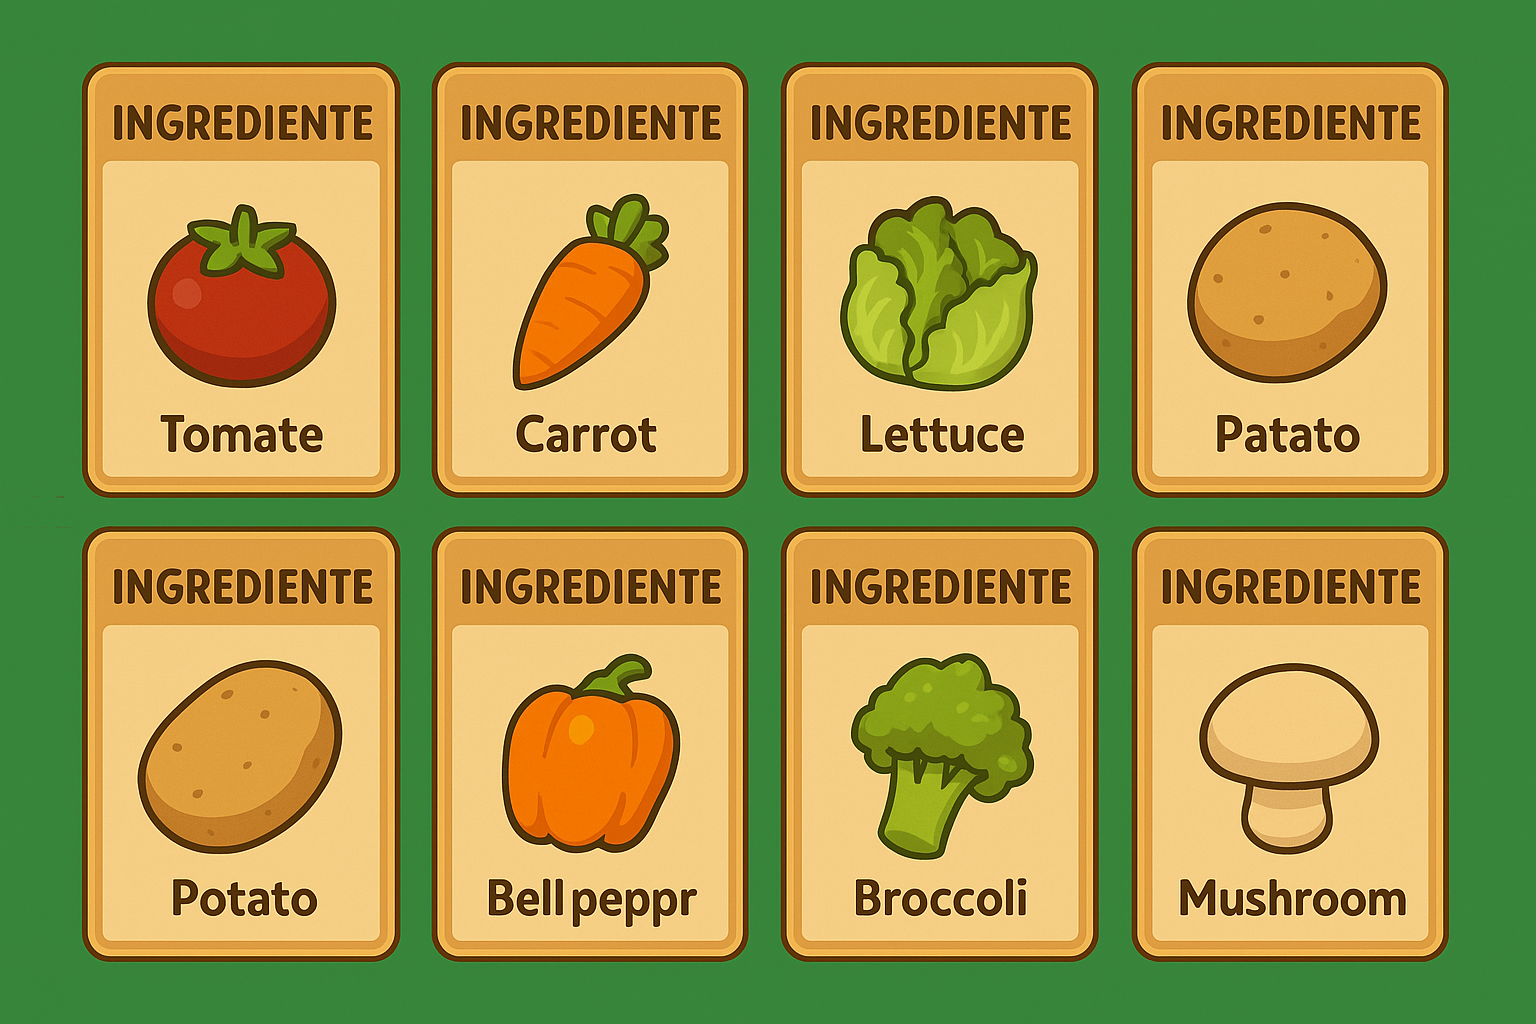 INGREDIENTE
Tomate
INGREDIENTE
Carrot
INGREDIENTE
Lettuce
INGREDIENTE
Patato
INGREDIENTE
Potato
INGREDIENTE
Bell peppr
INGREDIENTE
Broccoli
INGREDIENTE
Mushroom